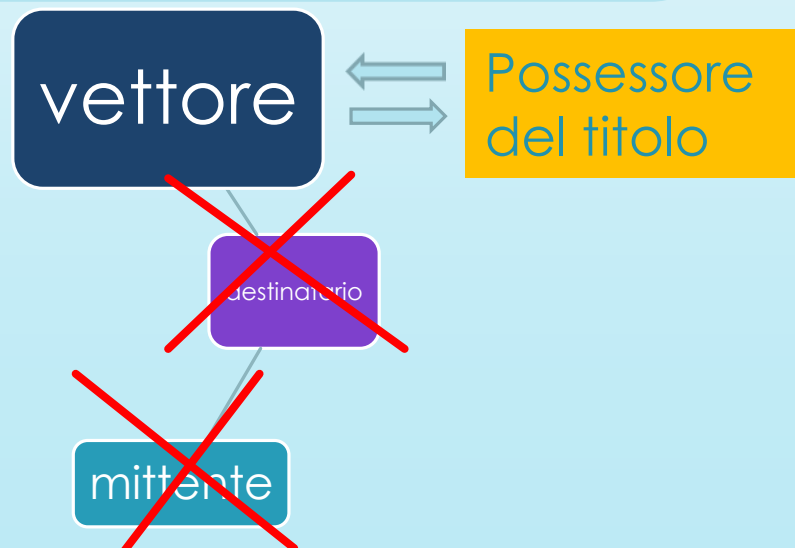 vettore
Possessore
del titolo
destinatario
mittente